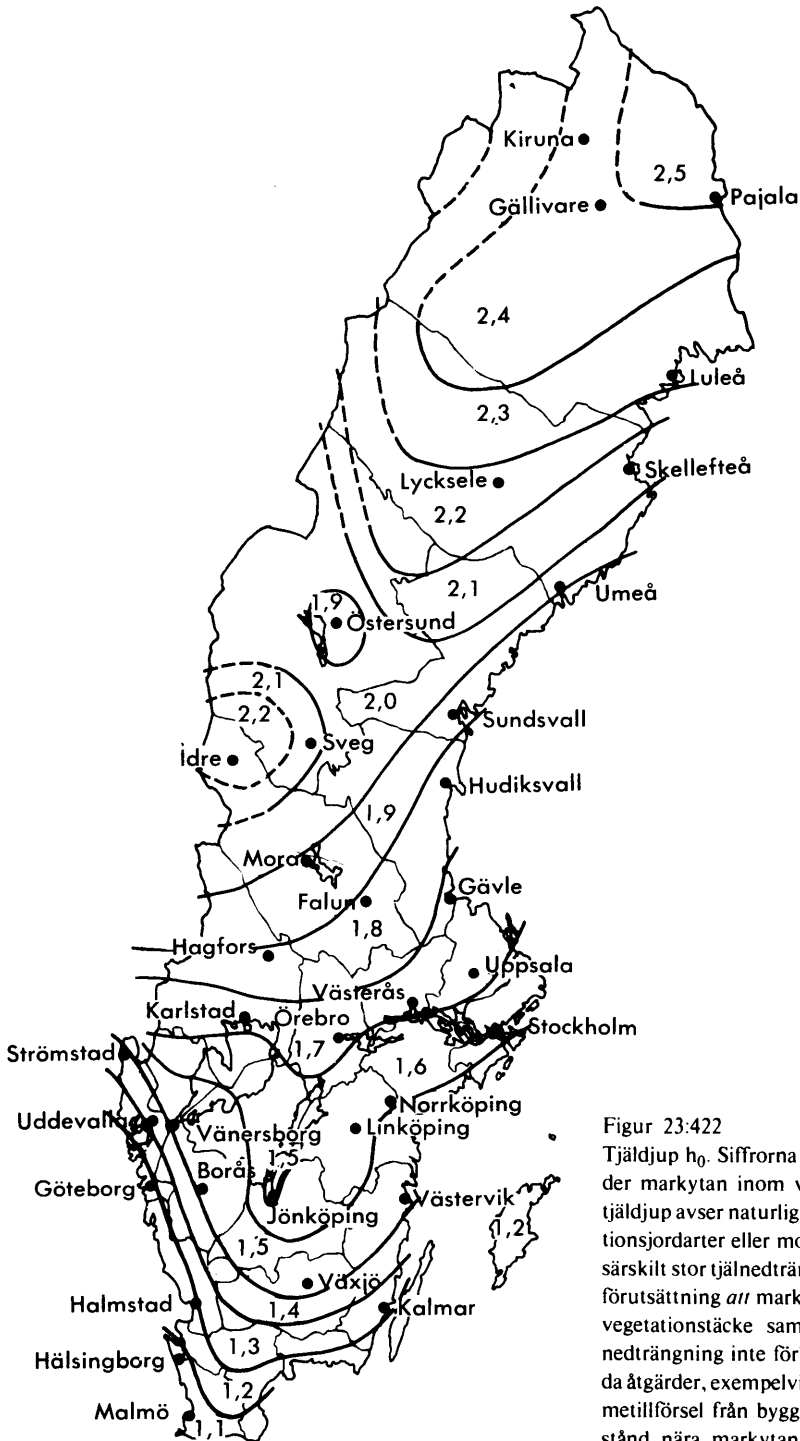 Kiruna
2,5
Pajala
Gällivare
2,4
Luleå
2,3
Lycksele
Skellefteå
2,2
2,1
Umeå
1,9
Östersund
2,1
2,0
2,2
Sundsvall
Sveg
Idre
Hudiksvall
1,9
Mora
Gävle
Falun
1,8
Hagfors
Uppsala
Västerås
Karlstad
Örebro
Stockholm
1,7
Strömstad
1,6
Norrköping
Uddevalla
Vänersborg
Linköping
1,5
Borås
Göteborg
Västervik
Jönköping
1,2
1,5
Växjö
Halmstad
1,4
Kalmar
1,3
Hälsingborg
1,2
Malmö
1,1
Figur 23:422
Tjäldjup h0. Siffrorna
der markytan inom v
tjäldjup avser naturlig
tionsjordarter eller mo
särskilt stor tjälnedträn
förutsättning att mark
vegetationstäcke sam
nedträngning inte för
da åtgärder, exempelvi
metillförsel från bygg
stånd nära markytan